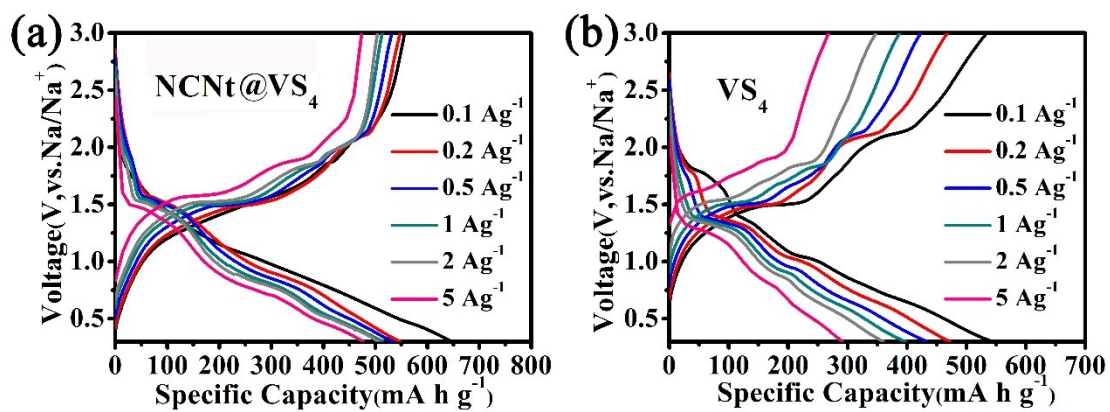 (a)
NCNt@VS₄
Voltage(V,vs.Na/Na⁺)
3.0
2.5
2.0
1.5
1.0
0.5
0.1 Ag⁻¹
0.2 Ag⁻¹
0.5 Ag⁻¹
1 Ag⁻¹
2 Ag⁻¹
5 Ag⁻¹
0 100 200 300 400 500 600 700 800
Specific Capacity(mA h g⁻¹)
(b)
VS₄
Voltage(V,vs.Na/Na⁺)
3.0
2.5
2.0
1.5
1.0
0.5
0.1 Ag⁻¹
0.2 Ag⁻¹
0.5 Ag⁻¹
1 Ag⁻¹
2 Ag⁻¹
5 Ag⁻¹
0 100 200 300 400 500 600 700
Specific Capacity(mA h g⁻¹)